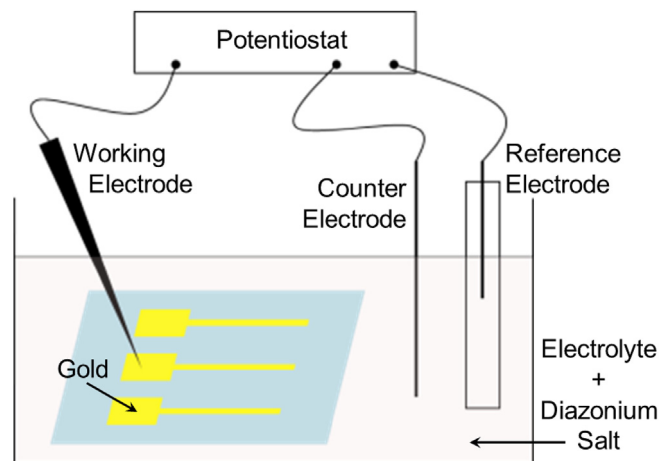 Potentiostat
Working
Electrode
Counter
Electrode
Reference
Electrode
Gold
Electrolyte
+
Diazonium
Salt